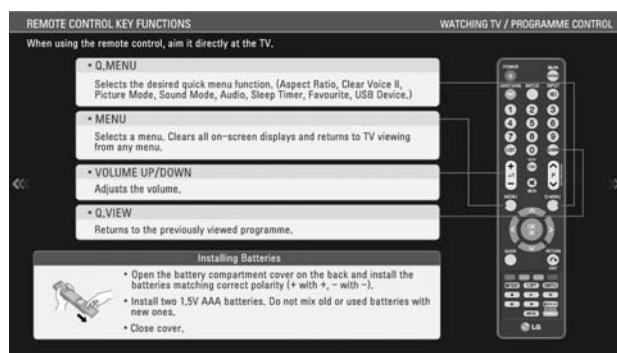 REMOTE CONTROL KEY FUNCTIONS
WATCHING TV / PROGRAMME CONTROL
When using the remote control, aim it directly at the TV.
• Q.MENU
Selects the desired quick menu function. (Aspect Ratio, Clear Voice II,
Picture Mode, Sound Mode, Audio, Sleep Timer, Favourite, USB Device.)
• MENU
Selects a menu. Clears all on-screen displays and returns to TV viewing
from any menu.
• VOLUME UP/DOWN
Adjusts the volume.
• Q.VIEW
Returns to the previously viewed programme.
Installing Batteries
• Open the battery compartment cover on the back and install the
batteries matching correct polarity (+ with +, - with -).
• Install two 1,5V AAA batteries. Do not mix old or used batteries with
new ones.
• Close cover.
POWER
INPUT
1 2 3
4 5 6
7 8 9
0
+
P
-
MENU
Q.MENU
OK
GUIDE
RETURN
EXIT
LG